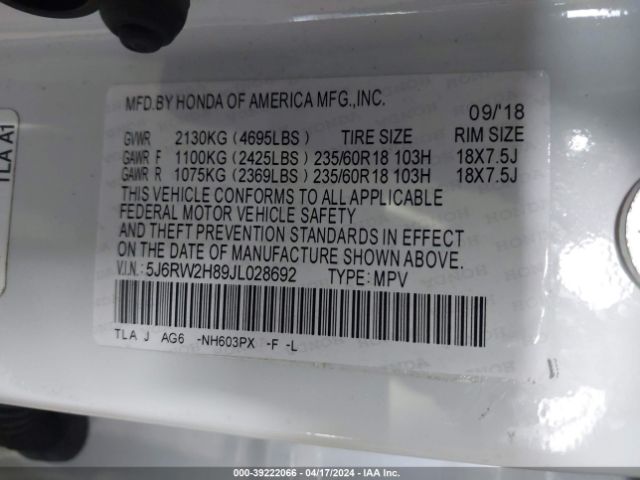 MFD.BY HONDA OF AMERICA MFG.,INC. 09/'18
GVWR 2130KG (4695LBS) TIRE SIZE RIM SIZE
GAWR F 1100KG (2425LBS) 235/60R18 103H 18X7.5J
GAWR R 1075KG (2369LBS) 235/60R18 103H 18X7.5J
THIS VEHICLE CONFORMS TO ALL APPLICABLE
FEDERAL MOTOR VEHICLE SAFETY
AND THEFT PREVENTION STANDARDS IN EFFECT
ON THE DATE OF MANUFACTURE SHOWN ABOVE.
V.I.N.: 5J6RW2H89JL028692 TYPE: MPV
TLA J AG6 -NH603PX -F -L
TLA A1
000-39222066 - 04/17/2024 - IAAI.COM